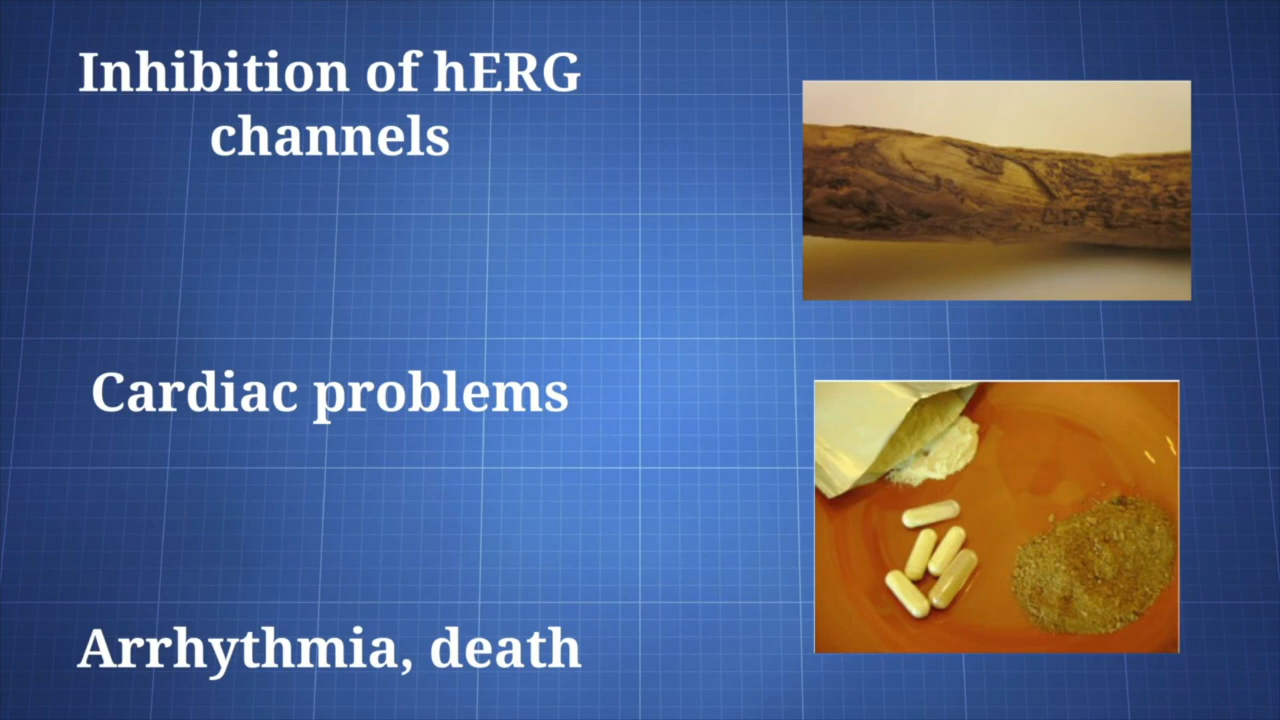 Inhibition of hERG
channels
Cardiac problems
Arrhythmia, death